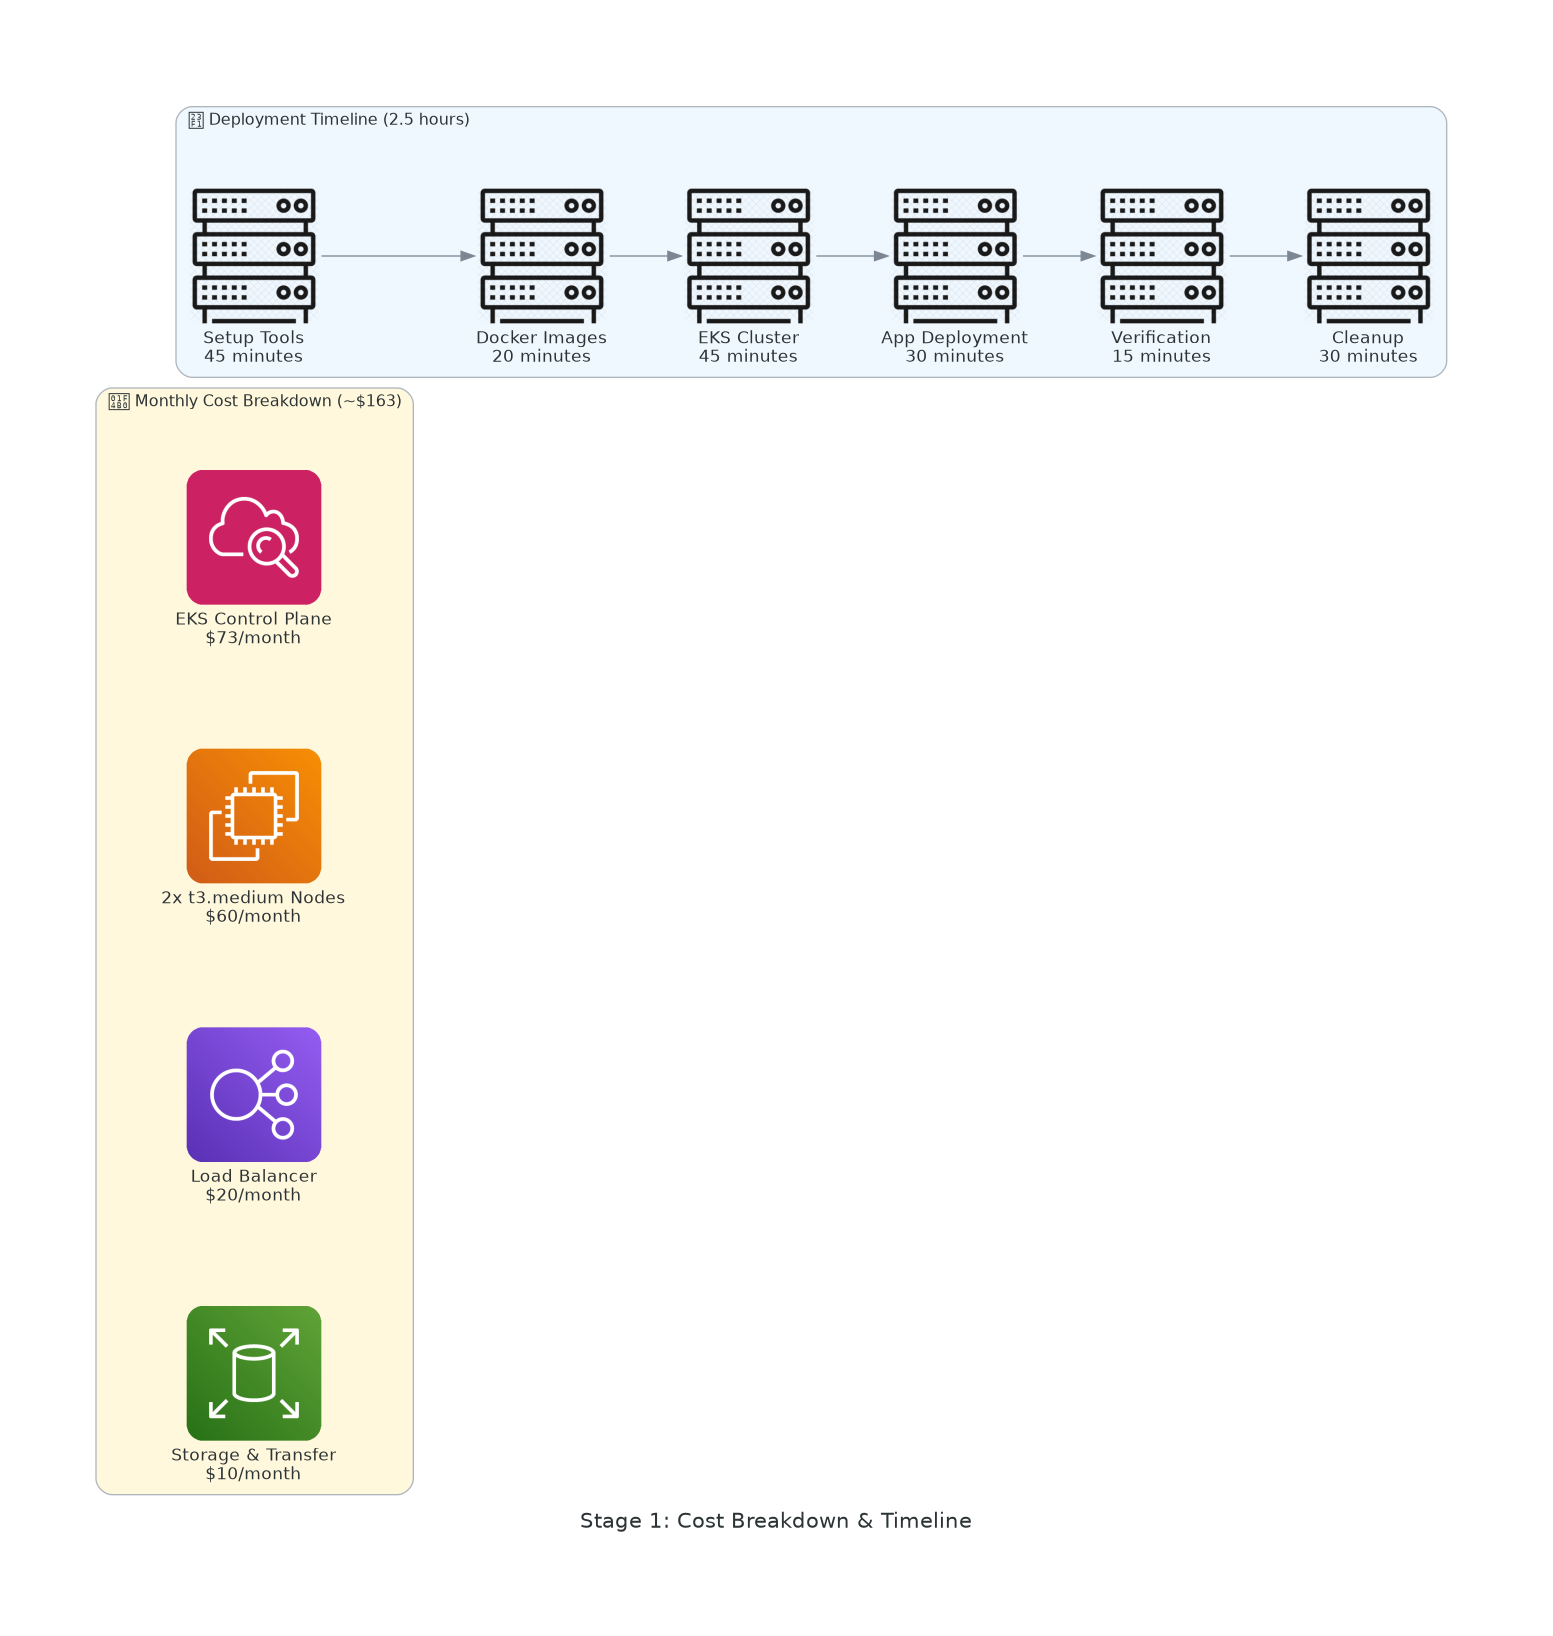 Deployment Timeline (2.5 hours)
Setup Tools
45 minutes
Docker Images
20 minutes
EKS Cluster
45 minutes
App Deployment
30 minutes
Verification
15 minutes
Cleanup
30 minutes
Monthly Cost Breakdown (~$163)
EKS Control Plane
$73/month
2x t3.medium Nodes
$60/month
Load Balancer
$20/month
Storage & Transfer
$10/month
Stage 1: Cost Breakdown & Timeline